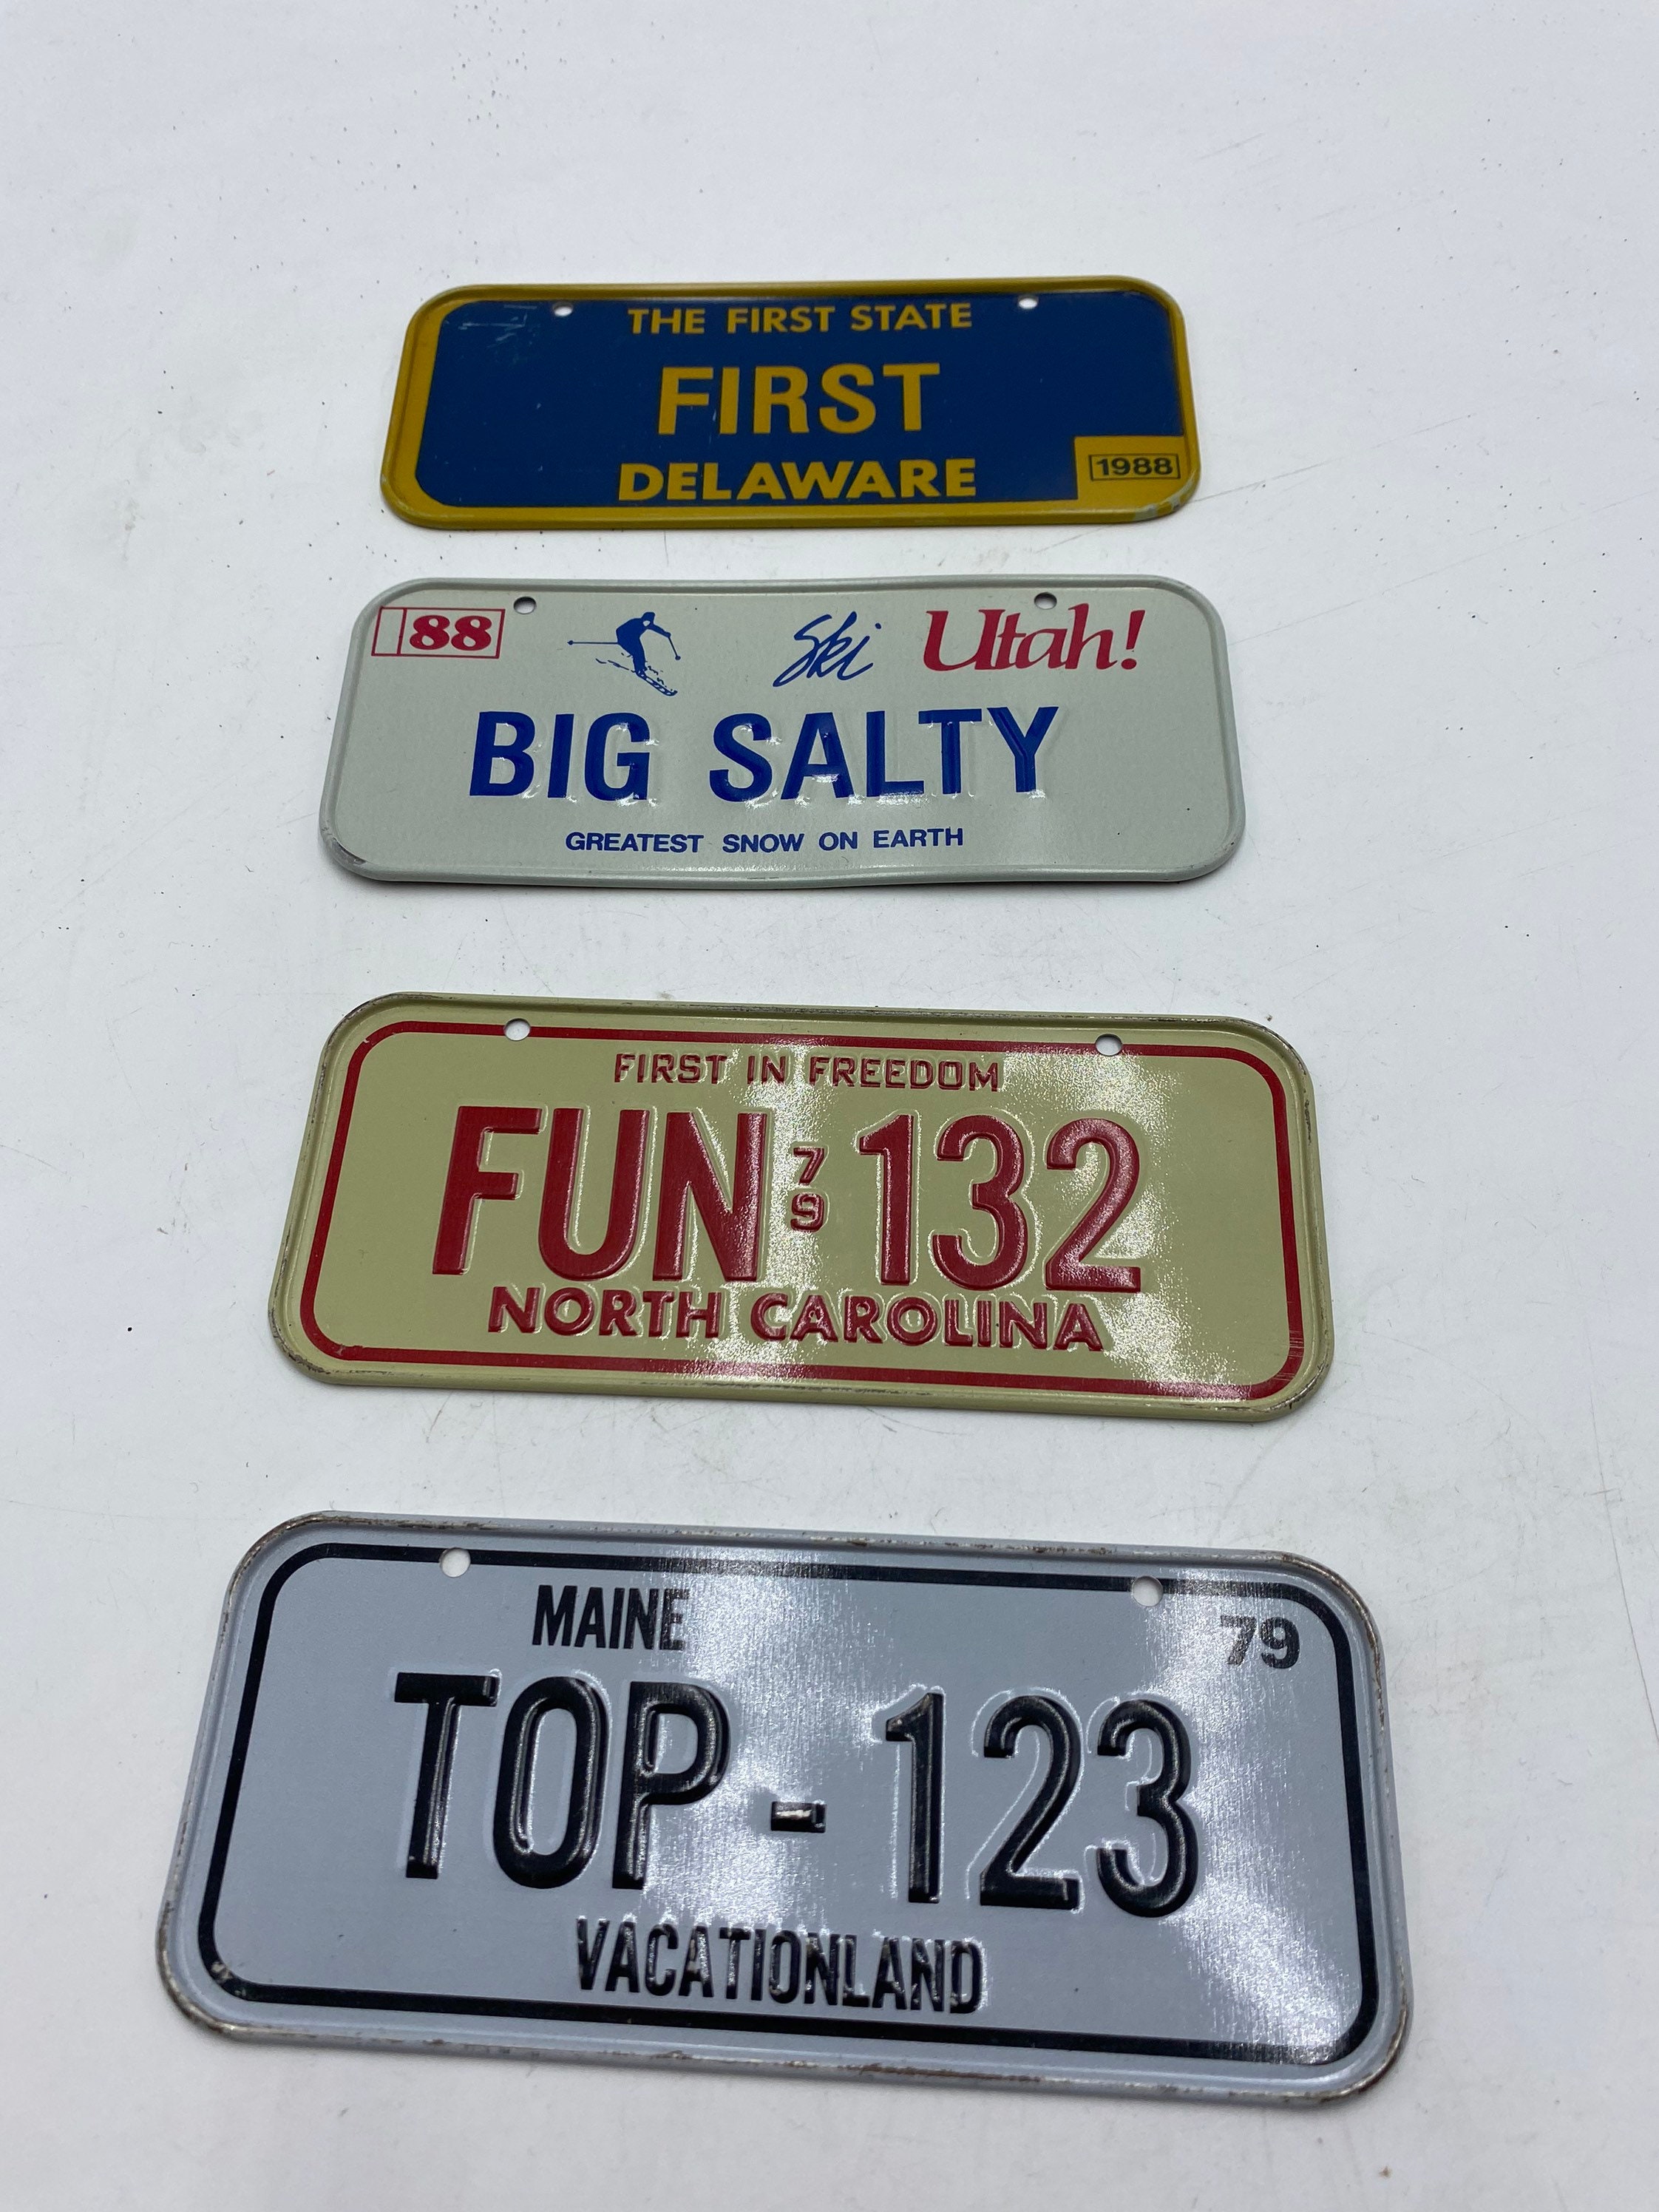 THE FIRST STATE
FIRST
DELAWARE
1988
88 Ski Utah!
BIG SALTY
GREATEST SNOW ON EARTH
FIRST IN FREEDOM
FUN 79 132
NORTH CAROLINA
MAINE 79
TOP-123
VACATIONLAND